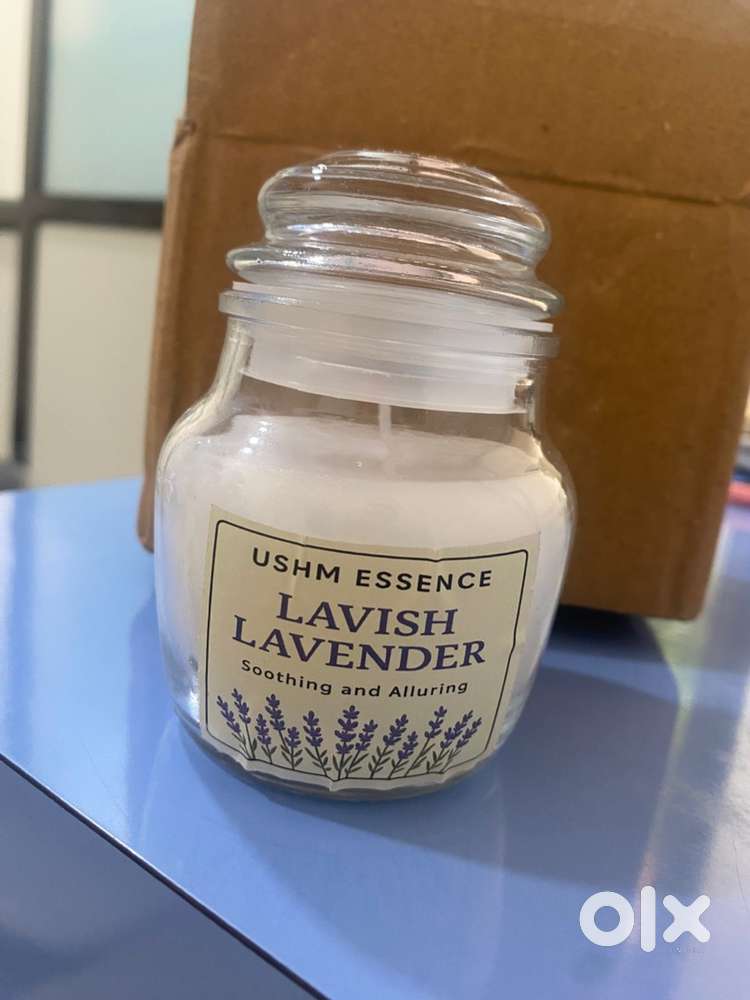 USHM ESSENCE
LAVISH
LAVENDER
Soothing and Alluring
olx